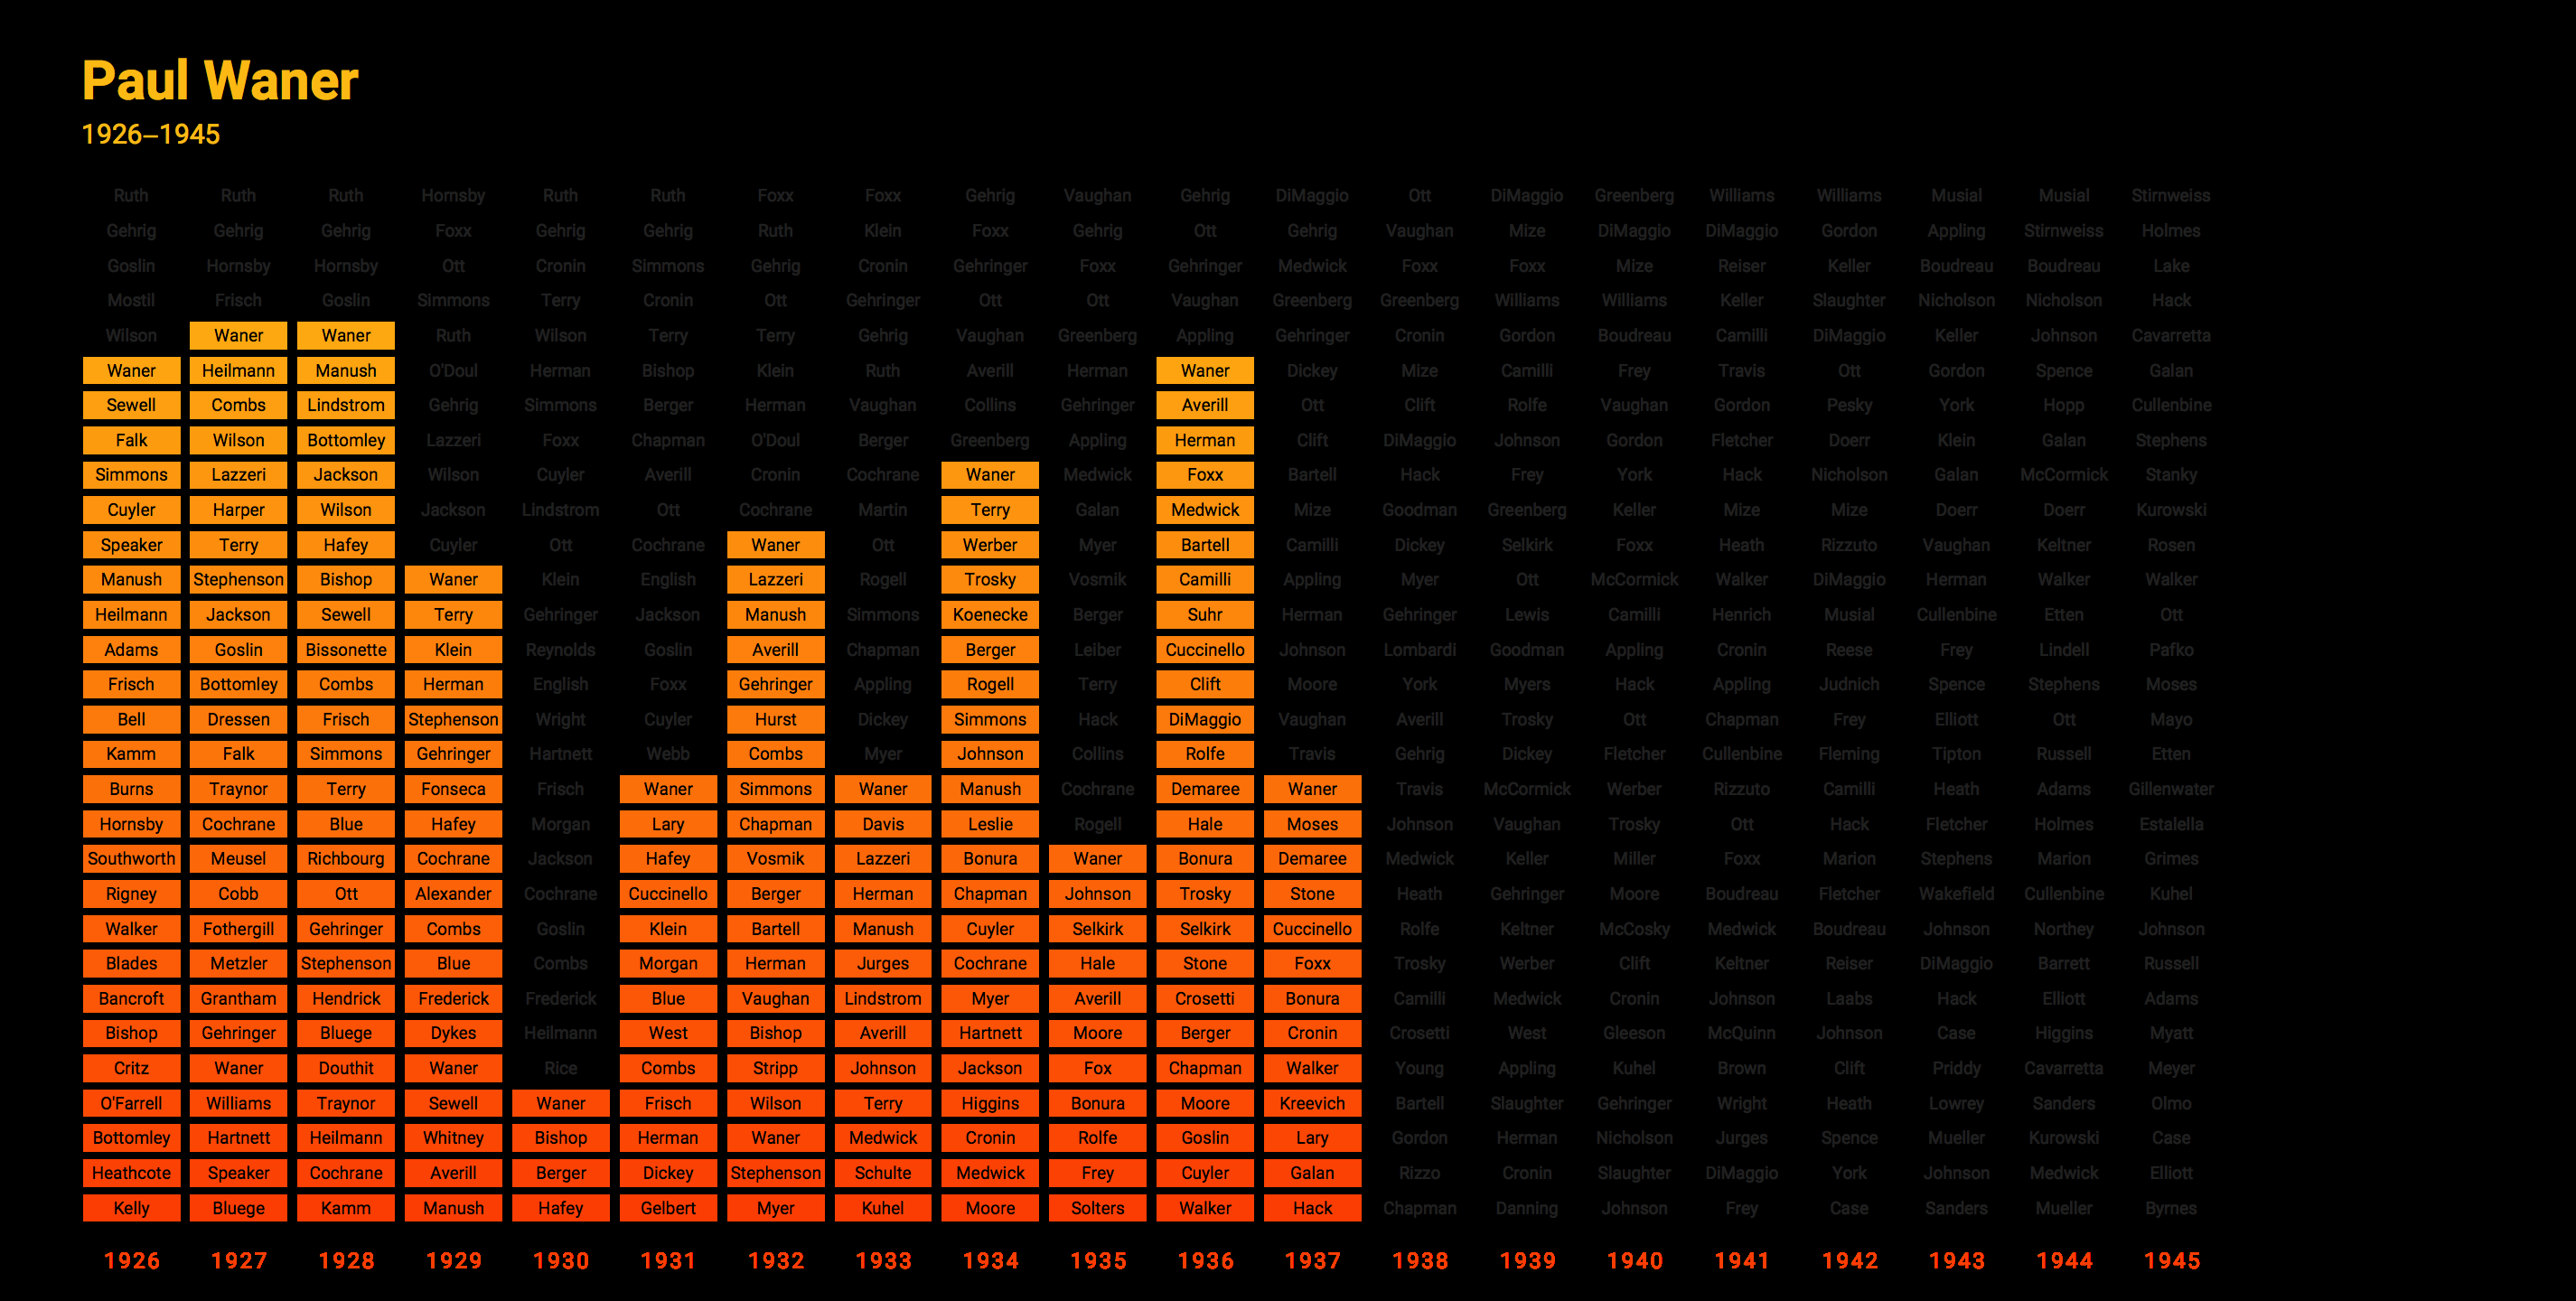 Paul Waner
1926–1945
Ruth Ruth Ruth Hornsby Ruth Ruth Foxx Foxx Gehrig Vaughan Gehrig DiMaggio Ott DiMaggio Greenberg Williams Williams Musial Musial Stirnweiss
Gehrig Gehrig Gehrig Foxx Gehrig Gehrig Ruth Klein Foxx Gehrig Ott Gehrig Vaughan Mize DiMaggio DiMaggio Gordon Appling Stirnweiss Holmes
Goslin Hornsby Hornsby Ott Cronin Simmons Gehrig Cronin Gehringer Foxx Gehringer Medwick Foxx Foxx Mize Reiser Keller Boudreau Boudreau Lake
Mostil Frisch Goslin Simmons Terry Cronin Ott Gehringer Ott Ott Vaughan Greenberg Greenberg Williams Williams Keller Slaughter Nicholson Nicholson Hack
Wilson Waner Waner Ruth Wilson Terry Terry Gehrig Vaughan Greenberg Appling Gehringer Cronin Gordon Boudreau Camilli DiMaggio Keller Johnson Cavarretta
Waner Heilmann Manush O'Doul Herman Bishop Klein Ruth Averill Herman Waner Dickey Mize Camilli Frey Travis Ott Gordon Spence Galan
Sewell Combs Lindstrom Gehrig Simmons Berger Herman Vaughan Collins Gehringer Averill Ott Clift Rolfe Vaughan Gordon Pesky York Hopp Cullenbine
Falk Wilson Bottomley Lazzeri Foxx Chapman O'Doul Berger Greenberg Appling Herman Clift DiMaggio Johnson Gordon Fletcher Doerr Klein Galan Stephens
Simmons Lazzeri Jackson Wilson Cuyler Averill Cronin Cochrane Waner Medwick Foxx Bartell Hack Frey York Hack Nicholson Galan McCormick Stanky
Cuyler Harper Wilson Jackson Lindstrom Ott Cochrane Martin Terry Galan Medwick Mize Goodman Greenberg Keller Mize Mize Doerr Doerr Kurowski
Speaker Terry Hafey Cuyler Ott Cochrane Waner Ott Werber Myer Bartell Camilli Dickey Selkirk Foxx Heath Rizzuto Vaughan Keltner Rosen
Manush Stephenson Bishop Waner Klein English Lazzeri Rogell Trosky Vosmik Camilli Appling Myer Ott McCormick Walker DiMaggio Herman Walker Walker
Heilmann Jackson Sewell Terry Gehringer Jackson Manush Simmons Koenecke Berger Suhr Herman Gehringer Lewis Camilli Henrich Musial Cullenbine Etten Ott
Adams Goslin Bissonette Klein Reynolds Goslin Averill Chapman Berger Leiber Cuccinello Johnson Lombardi Goodman Appling Cronin Reese Frey Lindell Pafko
Frisch Bottomley Combs Herman English Foxx Gehringer Appling Rogell Terry Clift Moore York Myers Hack Appling Judnich Spence Stephens Moses
Bell Dressen Frisch Stephenson Wright Cuyler Hurst Dickey Simmons Hack DiMaggio Vaughan Averill Trosky Ott Chapman Frey Elliott Ott Mayo
Kamm Falk Simmons Gehringer Hartnett Webb Combs Myer Johnson Collins Rolfe Travis Gehrig Dickey Fletcher Cullenbine Fleming Tipton Russell Etten
Burns Traynor Terry Fonseca Frisch Waner Simmons Waner Manush Cochrane Demaree Waner Travis McCormick Werber Rizzuto Camilli Heath Adams Gillenwater
Hornsby Cochrane Blue Hafey Morgan Lary Chapman Davis Leslie Rogell Hale Moses Johnson Vaughan Trosky Ott Hack Fletcher Holmes Estalella
Southworth Meusel Richbourg Cochrane Jackson Hafey Vosmik Lazzeri Bonura Waner Bonura Demaree Medwick Keller Miller Foxx Marion Stephens Marion Grimes
Rigney Cobb Ott Alexander Cochrane Cuccinello Berger Herman Chapman Johnson Trosky Stone Heath Gehringer Moore Boudreau Fletcher Wakefield Cullenbine Kuhel
Walker Fothergill Gehringer Combs Goslin Klein Bartell Manush Cuyler Selkirk Selkirk Cuccinello Rolfe Keltner McCosky Medwick Boudreau Johnson Northey Johnson
Blades Metzler Stephenson Blue Combs Morgan Herman Jurges Cochrane Hale Stone Foxx Trosky Werber Clift Keltner Reiser DiMaggio Barrett Russell
Bancroft Grantham Hendrick Frederick Frederick Blue Vaughan Lindstrom Myer Averill Crosetti Bonura Camilli Medwick Cronin Johnson Laabs Hack Elliott Adams
Bishop Gehringer Bluege Dykes Heilmann West Bishop Averill Hartnett Moore Berger Cronin Crosetti West Gleeson McQuinn Johnson Case Higgins Myatt
Critz Waner Douthit Waner Rice Combs Stripp Johnson Jackson Fox Chapman Walker Young Appling Kuhel Brown Clift Priddy Cavarretta Meyer
O'Farrell Williams Traynor Sewell Waner Frisch Wilson Terry Higgins Bonura Moore Kreevich Bartell Slaughter Gehringer Wright Heath Lowrey Sanders Olmo
Bottomley Hartnett Heilmann Whitney Bishop Herman Waner Medwick Cronin Rolfe Goslin Lary Gordon Herman Nicholson Jurges Spence Mueller Kurowski Case
Heathcote Speaker Cochrane Averill Berger Dickey Stephenson Schulte Medwick Frey Cuyler Galan Rizzo Cronin Slaughter DiMaggio York Johnson Medwick Elliott
Kelly Bluege Kamm Manush Hafey Gelbert Myer Kuhel Moore Solters Walker Hack Chapman Danning Johnson Frey Case Sanders Mueller Byrnes
1926 1927 1928 1929 1930 1931 1932 1933 1934 1935 1936 1937 1938 1939 1940 1941 1942 1943 1944 1945